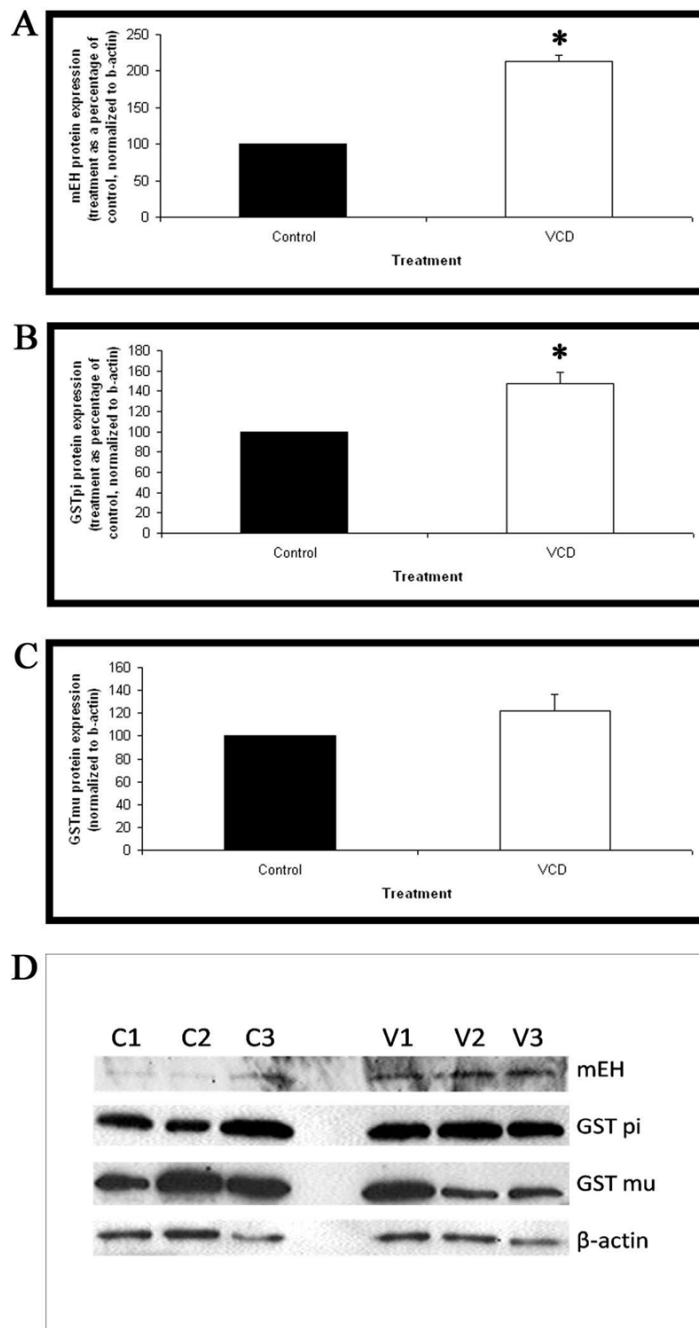 A
mEH protein expression
(treatment as a percentage of
control, normalized to b-actin)
250
200
150
100
50
0
*
Control
VCD
Treatment
B
GSTpi protein expression
(treatment as percentage of
control, normalized to b-actin)
180
160
140
120
100
80
60
40
20
0
*
Control
VCD
Treatment
C
GSTmu protein expression
(normalized to b-actin)
160
140
120
100
80
60
40
20
0
Control
VCD
Treatment
D
C1 C2 C3 V1 V2 V3
mEH
GST pi
GST mu
β-actin